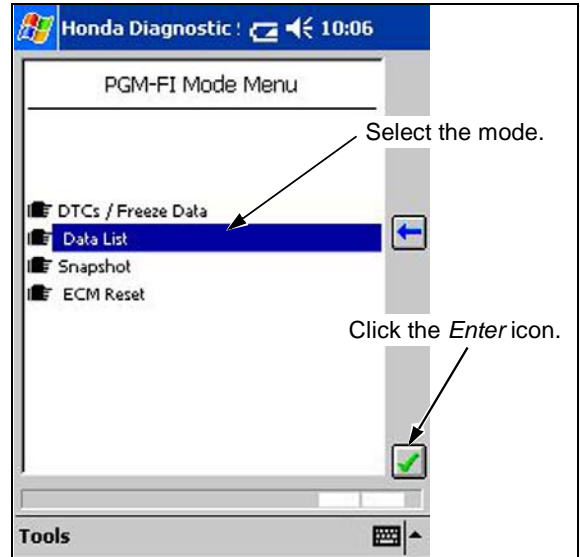 Honda Diagnostic S 10:06
PGM-FI Mode Menu
Select the mode.
DTCs / Freeze Data
Data List
Snapshot
ECM Reset
Click the Enter icon.
Tools